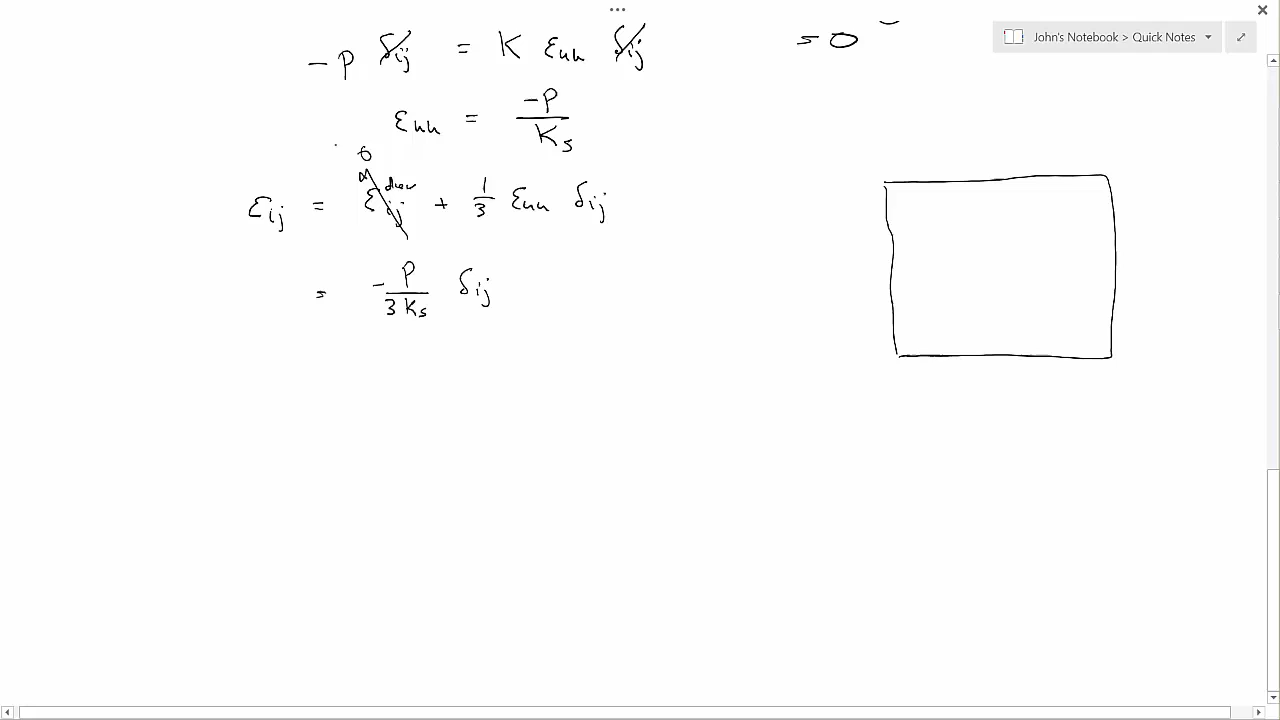 ...
= 0
John's Notebook > Quick Notes
-p δij = K εkk δij
εkk = -p / Ks
0
εij = εij dev + 1/3 εkk δij
= -p / 3Ks δij